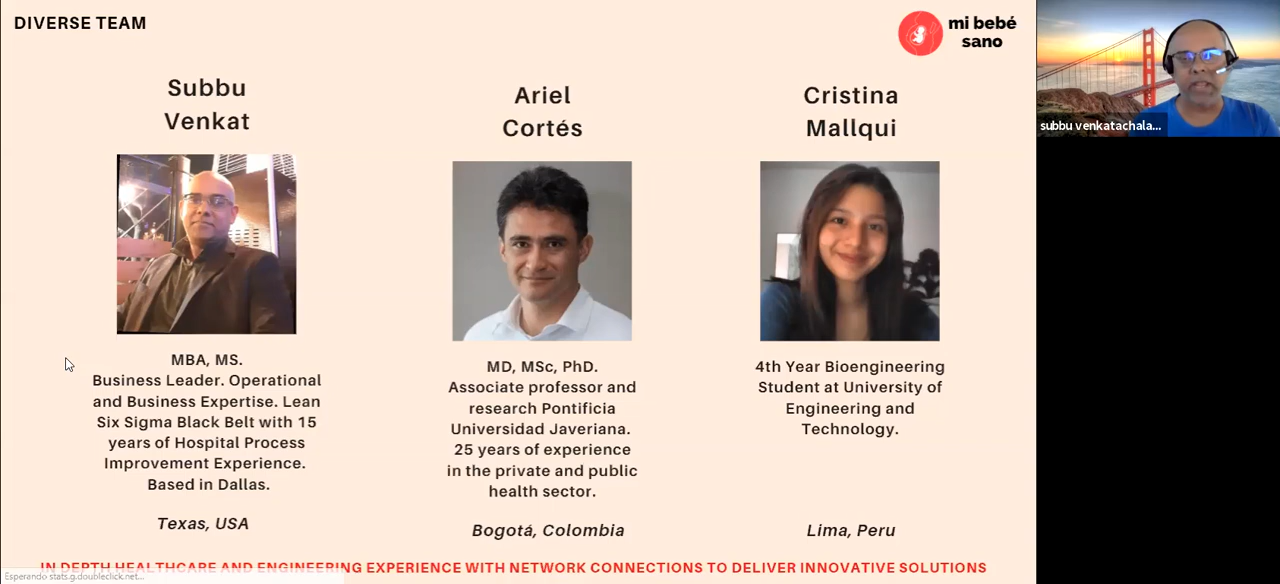 DIVERSE TEAM
mi bebé
sano
subbu venkatachala...
Subbu
Venkat
MBA, MS.
Business Leader. Operational
and Business Expertise. Lean
Six Sigma Black Belt with 15
years of Hospital Process
Improvement Experience.
Based in Dallas.
Texas, USA
Ariel
Cortés
MD, MSc, PhD.
Associate professor and
research Pontificia
Universidad Javeriana.
25 years of experience
in the private and public
health sector.
Bogotá, Colombia
Cristina
Mallqui
4th Year Bioengineering
Student at University of
Engineering and
Technology.
Lima, Peru
IN DEPTH HEALTHCARE AND ENGINEERING EXPERIENCE WITH NETWORK CONNECTIONS TO DELIVER INNOVATIVE SOLUTIONS
Esperando stats.g.doubleclick.net...